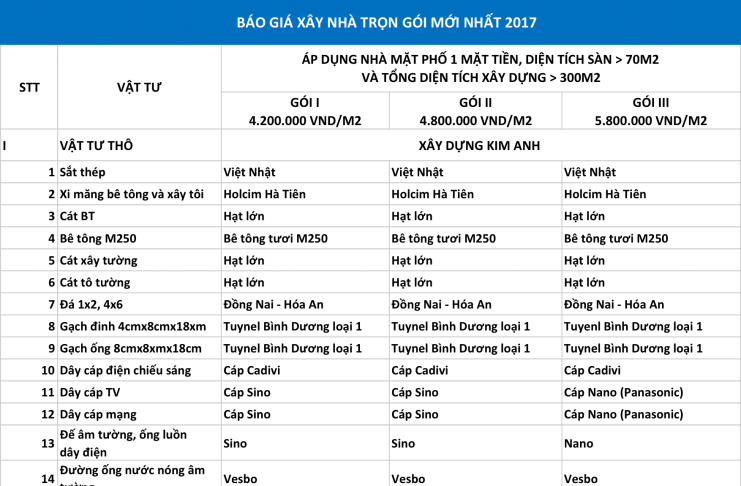 BÁO GIÁ XÂY NHÀ TRỌN GÓI MỚI NHẤT 2017
STT VẬT TƯ ÁP DỤNG NHÀ MẶT PHỐ 1 MẶT TIỀN, DIỆN TÍCH SÀN > 70M2
VÀ TỔNG DIỆN TÍCH XÂY DỰNG > 300M2
GÓI I GÓI II GÓI III
4.200.000 VND/M2 4.800.000 VND/M2 5.800.000 VND/M2
I VẬT TƯ THÔ XÂY DỰNG KIM ANH
1 Sắt thép Việt Nhật Việt Nhật Việt Nhật
2 Xi măng bê tông và xây tôi Holcim Hà Tiên Holcim Hà Tiên Holcim Hà Tiên
3 Cát BT Hạt lớn Hạt lớn Hạt lớn
4 Bê tông M250 Bê tông tươi M250 Bê tông tươi M250 Bê tông tươi M250
5 Cát xây tường Hạt lớn Hạt lớn Hạt lớn
6 Cát tô tường Hạt lớn Hạt lớn Hạt lớn
7 Đá 1x2, 4x6 Đồng Nai - Hóa An Đồng Nai - Hóa An Đồng Nai - Hóa An
8 Gạch đinh 4cmx8cmx18xm Tuynel Bình Dương loại 1 Tuynel Bình Dương loại 1 Tuyenl Bình Dương loại 1
9 Gạch ống 8cmx8xmx18cm Tuynel Bình Dương loại 1 Tuynel Bình Dương loại 1 Tuynel Bình Dương loại 1
10 Dây cáp điện chiếu sáng Cáp Cadivi Cáp Cadivi Cáp Cadivi
11 Dây cáp TV Cáp Sino Cáp Sino Cáp Nano (Panasonic)
12 Dây cáp mạng Cáp Sino Cáp Sino Cáp Nano (Panasonic)
13 Đế âm tường, ống luồn
dây điện Sino Sino Nano
14 Đường ống nước nóng âm
Vesbo Vesbo Vesbo